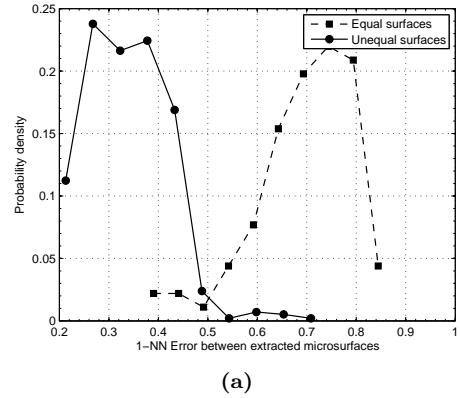 0.25
0.2
0.15
0.1
0.05
0
Probability density
Equal surfaces
Unequal surfaces
0.2 0.3 0.4 0.5 0.6 0.7 0.8 0.9 1
1−NN Error between extracted microsurfaces
(a)